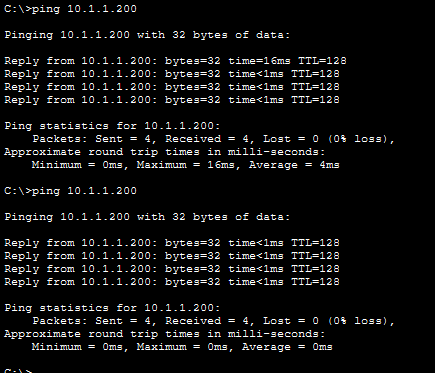 C:\>ping 10.1.1.200
Pinging 10.1.1.200 with 32 bytes of data:
Reply from 10.1.1.200: bytes=32 time=16ms TTL=128
Reply from 10.1.1.200: bytes=32 time<1ms TTL=128
Reply from 10.1.1.200: bytes=32 time<1ms TTL=128
Reply from 10.1.1.200: bytes=32 time<1ms TTL=128
Ping statistics for 10.1.1.200:
    Packets: Sent = 4, Received = 4, Lost = 0 (0% loss),
Approximate round trip times in milli-seconds:
    Minimum = 0ms, Maximum = 16ms, Average = 4ms
C:\>ping 10.1.1.200
Pinging 10.1.1.200 with 32 bytes of data:
Reply from 10.1.1.200: bytes=32 time<1ms TTL=128
Reply from 10.1.1.200: bytes=32 time<1ms TTL=128
Reply from 10.1.1.200: bytes=32 time<1ms TTL=128
Reply from 10.1.1.200: bytes=32 time<1ms TTL=128
Ping statistics for 10.1.1.200:
    Packets: Sent = 4, Received = 4, Lost = 0 (0% loss),
Approximate round trip times in milli-seconds:
    Minimum = 0ms, Maximum = 0ms, Average = 0ms
C:\>